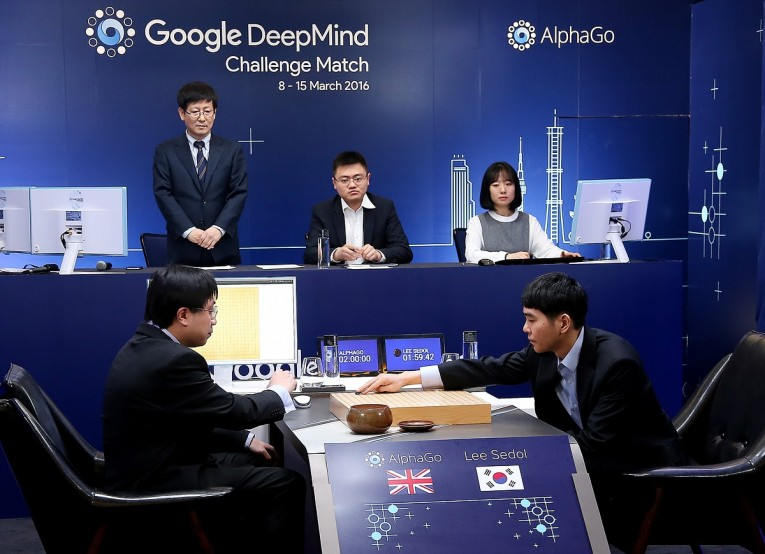 Google DeepMind
Challenge Match
8 - 15 March 2016
AlphaGo
ALPHAGO
02:00:00
LEE SEDOL
01:59:42
AlphaGo
Lee Sedol